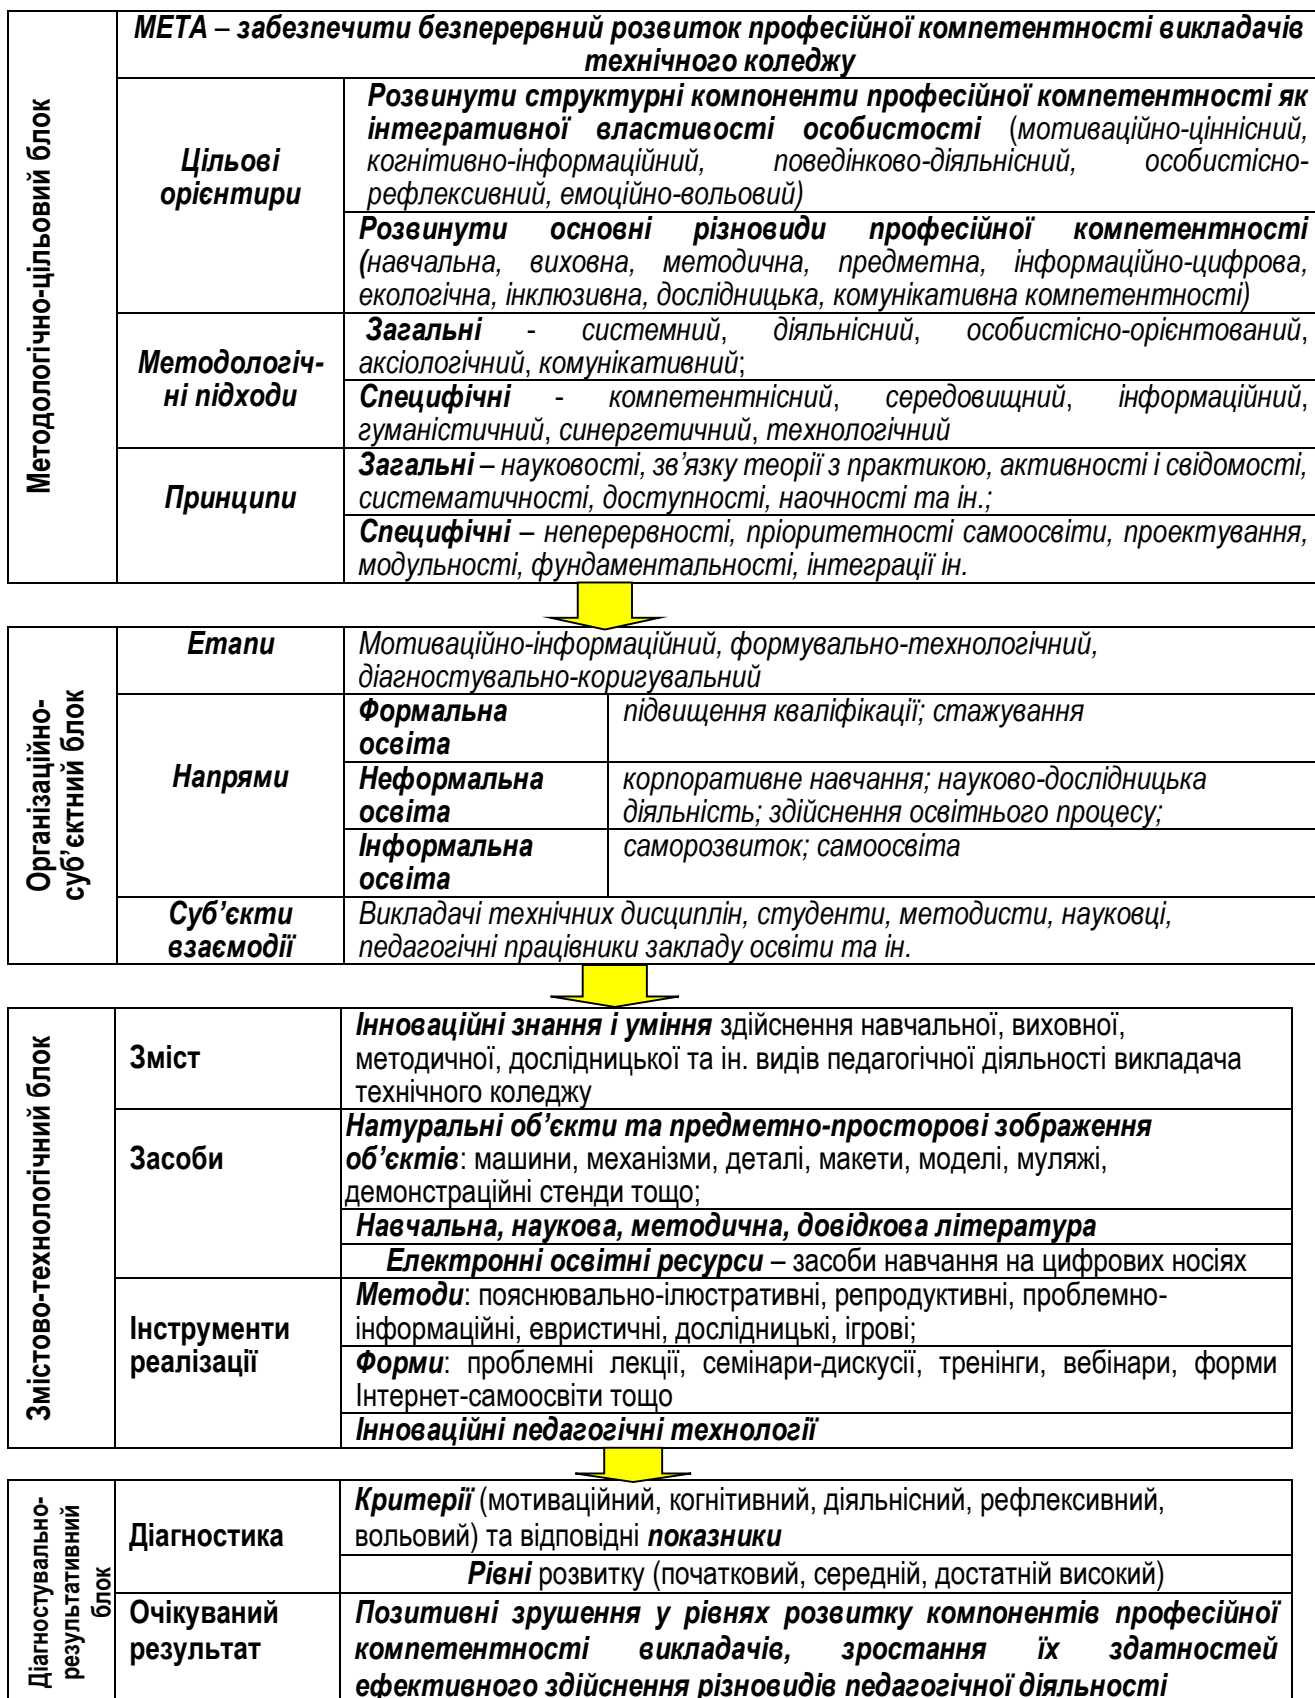 МЕТА – забезпечити безперервний розвиток професійної компетентності викладачів
технічного коледжу
Методологічно-цільовий блок
Цільові
орієнтири
Розвинути структурні компоненти професійної компетентності як
інтегративної властивості особистості (мотиваційно-ціннісний,
когнітивно-інформаційний, поведінково-діяльнісний, особистісно-
рефлексивний, емоційно-вольовий)
Розвинути основні різновиди професійної компетентності
(навчальна, виховна, методична, предметна, інформаційно-цифрова,
екологічна, інклюзивна, дослідницька, комунікативна компетентності)
Методологіч-
ні підходи
Загальні - системний, діяльнісний, особистісно-орієнтований,
аксіологічний, комунікативний;
Специфічні - компетентнісний, середовищний, інформаційний,
гуманістичний, синергетичний, технологічний
Принципи
Загальні – науковості, зв’язку теорії з практикою, активності і свідомості,
систематичності, доступності, наочності та ін.;
Специфічні – неперервності, пріоритетності самоосвіти, проектування,
модульності, фундаментальності, інтеграції ін.
Організаційно-
суб’єктний блок
Етапи
Мотиваційно-інформаційний, формувально-технологічний,
діагностувально-коригувальний
Напрями
Формальна
освіта
підвищення кваліфікації; стажування
Неформальна
освіта
корпоративне навчання; науково-дослідницька
діяльність; здійснення освітнього процесу;
Інформальна
освіта
саморозвиток; самоосвіта
Суб’єкти
взаємодії
Викладачі технічних дисциплін, студенти, методисти, науковці,
педагогічні працівники закладу освіти та ін.
Змістово-технологічний блок
Зміст
Інноваційні знання і уміння здійснення навчальної, виховної,
методичної, дослідницької та ін. видів педагогічної діяльності викладача
технічного коледжу
Засоби
Натуральні об’єкти та предметно-просторові зображення
об’єктів: машини, механізми, деталі, макети, моделі, муляжі,
демонстраційні стенди тощо;
Навчальна, наукова, методична, довідкова література
Електронні освітні ресурси – засоби навчання на цифрових носіях
Інструменти
реалізації
Методи: пояснювально-ілюстративні, репродуктивні, проблемно-
інформаційні, евристичні, дослідницькі, ігрові;
Форми: проблемні лекції, семінари-дискусії, тренінги, вебінари, форми
Інтернет-самоосвіти тощо
Інноваційні педагогічні технології
Діагностувально-
результативний
блок
Діагностика
Критерії (мотиваційний, когнітивний, діяльнісний, рефлексивний,
вольовий) та відповідні показники
Рівні розвитку (початковий, середній, достатній високий)
Очікуваний
результат
Позитивні зрушення у рівнях розвитку компонентів професійної
компетентності викладачів, зростання їх здатностей
ефективного здійснення різновидів педагогічної діяльності